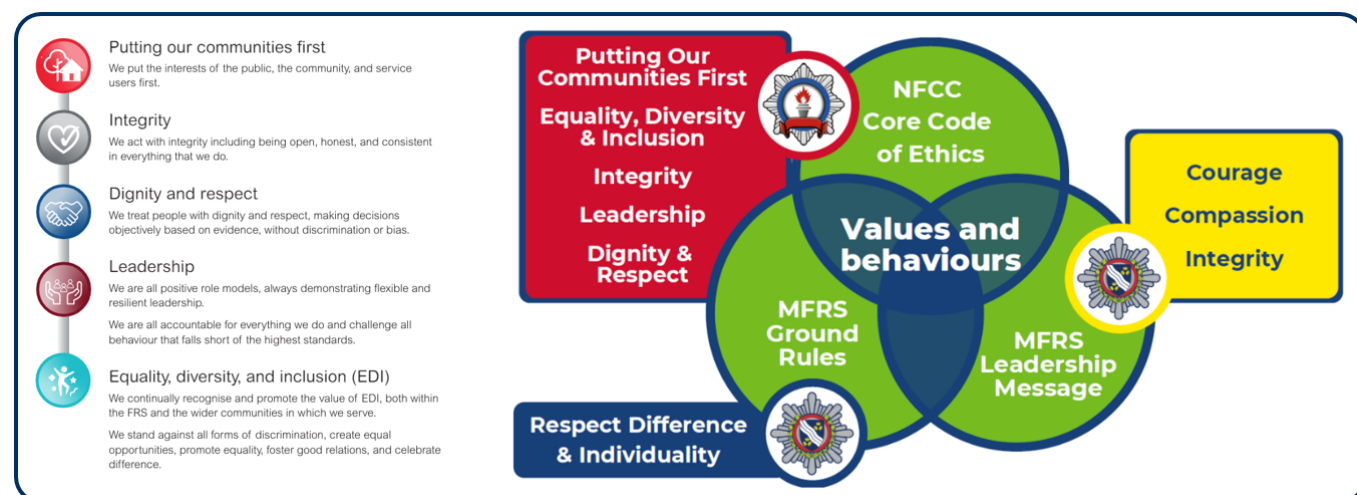 Putting our communities first
We put the interests of the public, the community, and service
users first.
Integrity
We act with integrity including being open, honest, and consistent
in everything that we do.
Dignity and respect
We treat people with dignity and respect, making decisions
objectively based on evidence, without discrimination or bias.
Leadership
We are all positive role models, always demonstrating flexible and
resilient leadership.
We are all accountable for everything we do and challenge all
behaviour that falls short of the highest standards.
Equality, diversity, and inclusion (EDI)
We continually recognise and promote the value of EDI, both within
the FRS and the wider communities in which we serve.
We stand against all forms of discrimination, create equal
opportunities, promote equality, foster good relations, and celebrate
difference.
Putting Our
Communities First
Equality, Diversity
& Inclusion
Integrity
Leadership
Dignity &
Respect
NFCC
Core Code
of Ethics
Values and
behaviours
MFRS
Ground
Rules
MFRS
Leadership
Message
Courage
Compassion
Integrity
Respect Difference
& Individuality